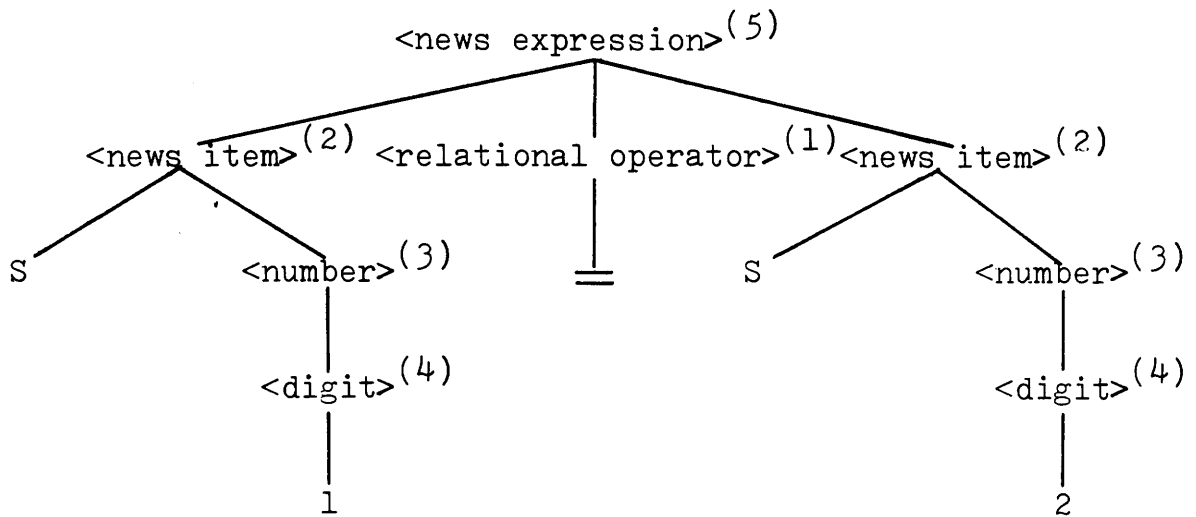 <news expression>(5)
<news item>(2) <relational operator>(1) <news item>(2)
S <number>(3) = S <number>(3)
<digit>(4) <digit>(4)
1 2